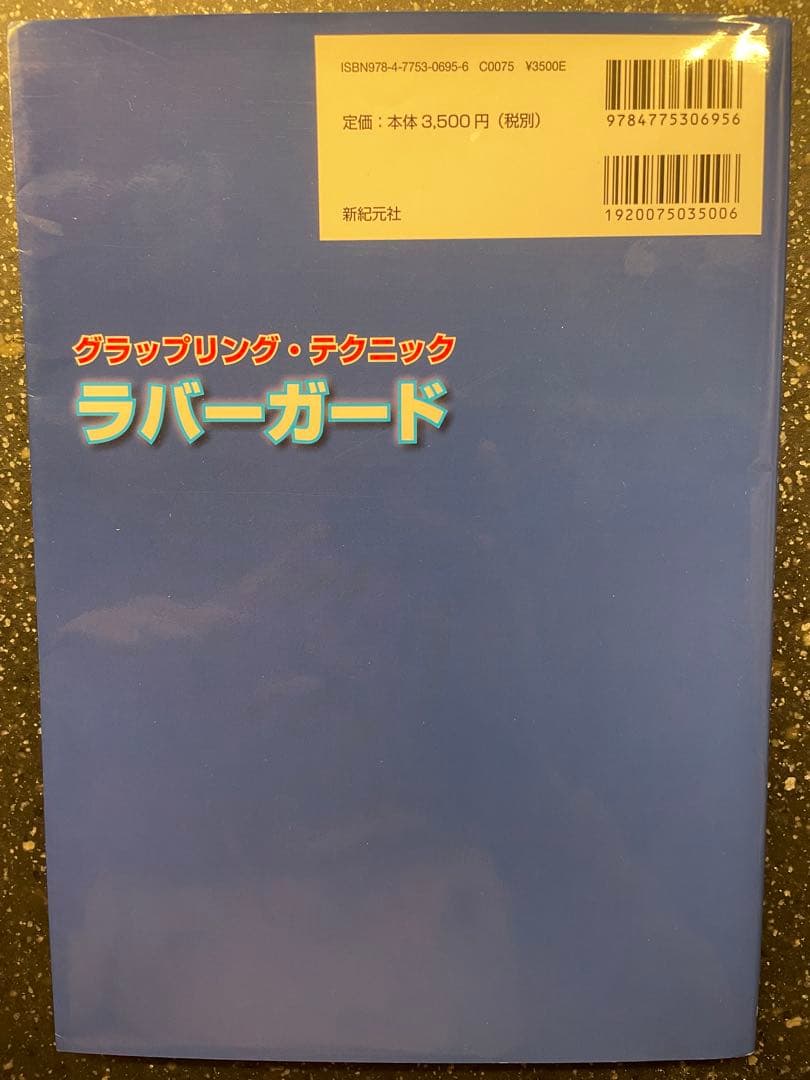 ISBN978-4-7753-0695-6 C0075 ¥3500E
定価：本体3,500円（税別）
新紀元社
9784775306956
1920075035006
グラップリング・テクニック
ラバーガード